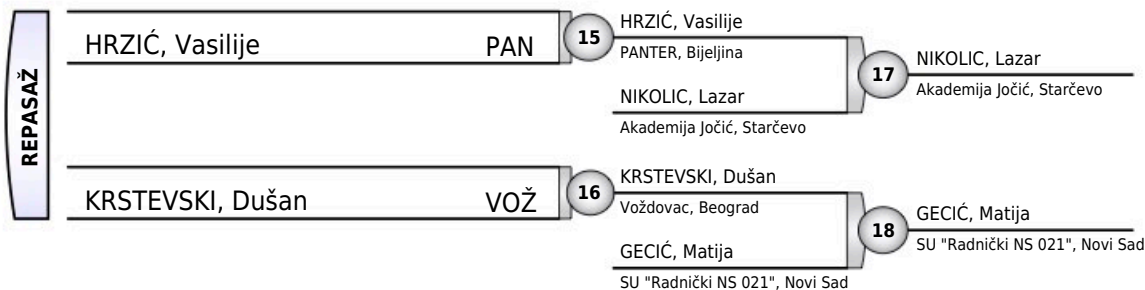 REPASAŽ
HRZIĆ, Vasilije PAN
15
HRZIĆ, Vasilije
PANTER, Bijeljina
NIKOLIC, Lazar
Akademija Jočić, Starčevo
17
NIKOLIC, Lazar
Akademija Jočić, Starčevo
KRSTEVSKI, Dušan VOŽ
16
KRSTEVSKI, Dušan
Voždovac, Beograd
GECIĆ, Matija
SU "Radnički NS 021", Novi Sad
18
GECIĆ, Matija
SU "Radnički NS 021", Novi Sad